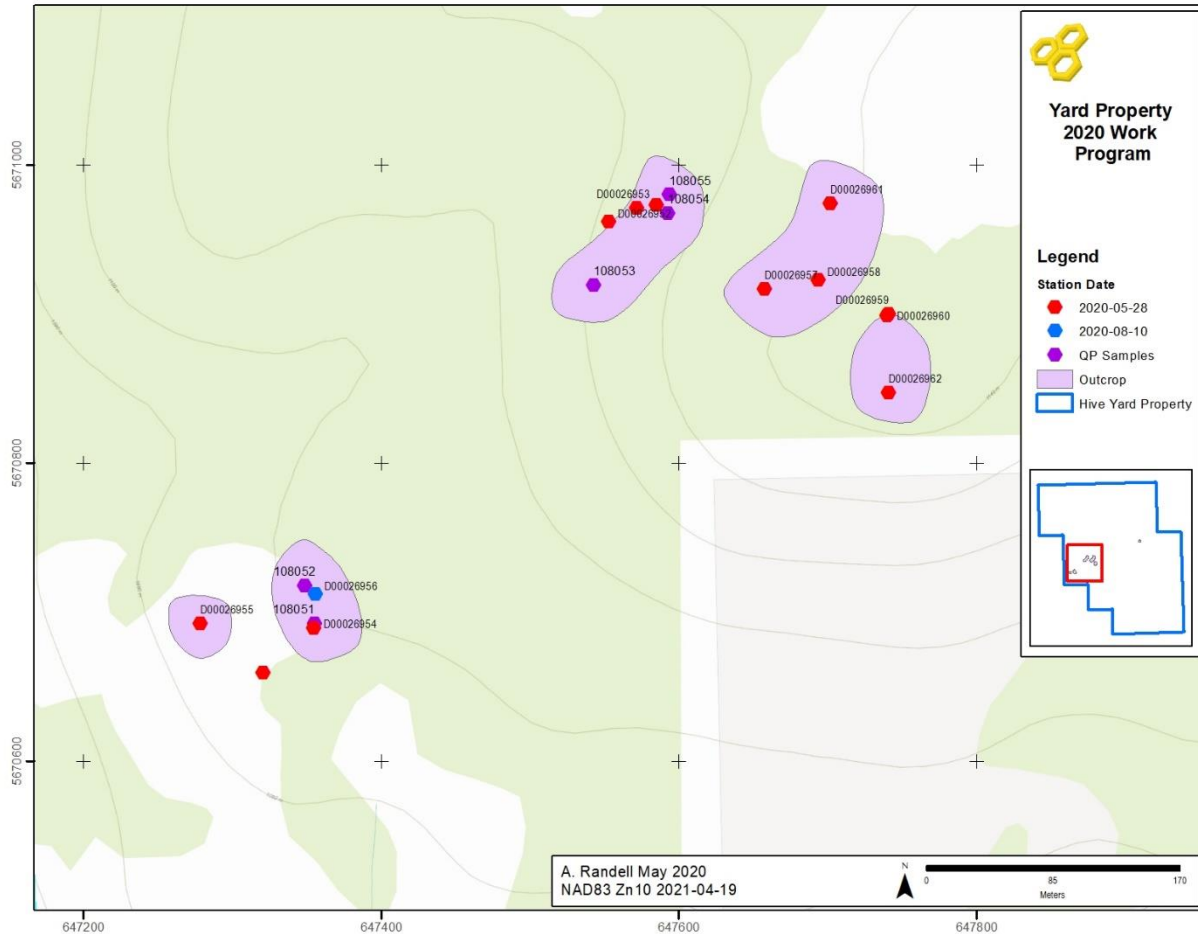 Yard Property
2020 Work
Program
Legend
Station Date
2020-05-28
2020-08-10
QP Samples
Outcrop
Hive Yard Property
5671000
5670800
5670600
108055
D00026953
108054
D00026952
108053
D00026961
D00026957
D00026958
D00026959
D00026960
D00026962
108052
D00026956
D00026955
108051
D00026954
A. Randell May 2020
NAD83 Zn10 2021-04-19
N
0
85
170
Meters
647200
647400
647600
647800